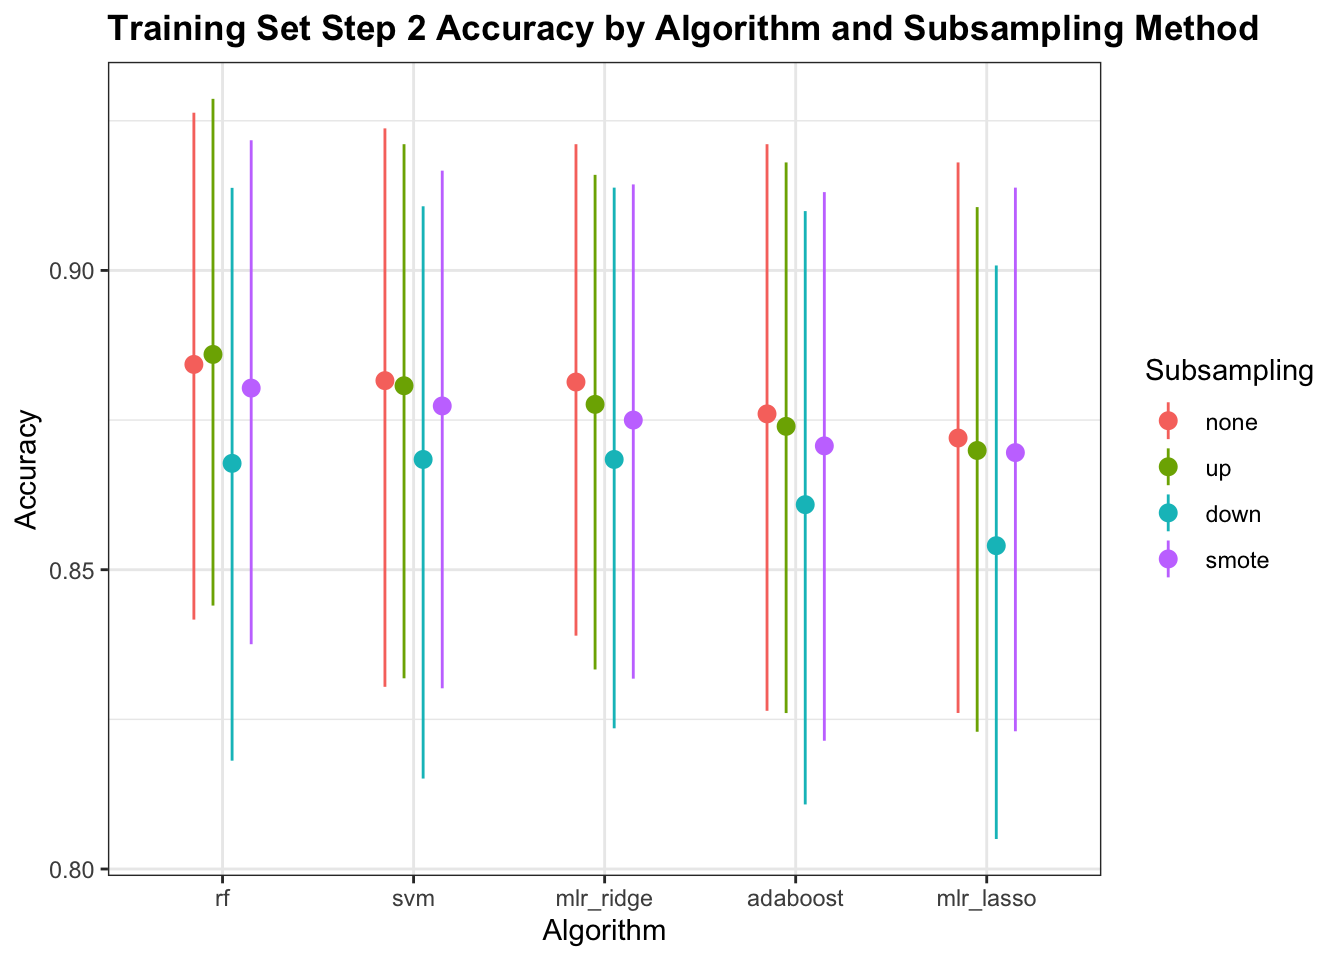 Training Set Step 2 Accuracy by Algorithm and Subsampling Method
Accuracy
0.90
0.85
0.80
rf svm mlr_ridge adaboost mlr_lasso
Algorithm
Subsampling
none
up
down
smote